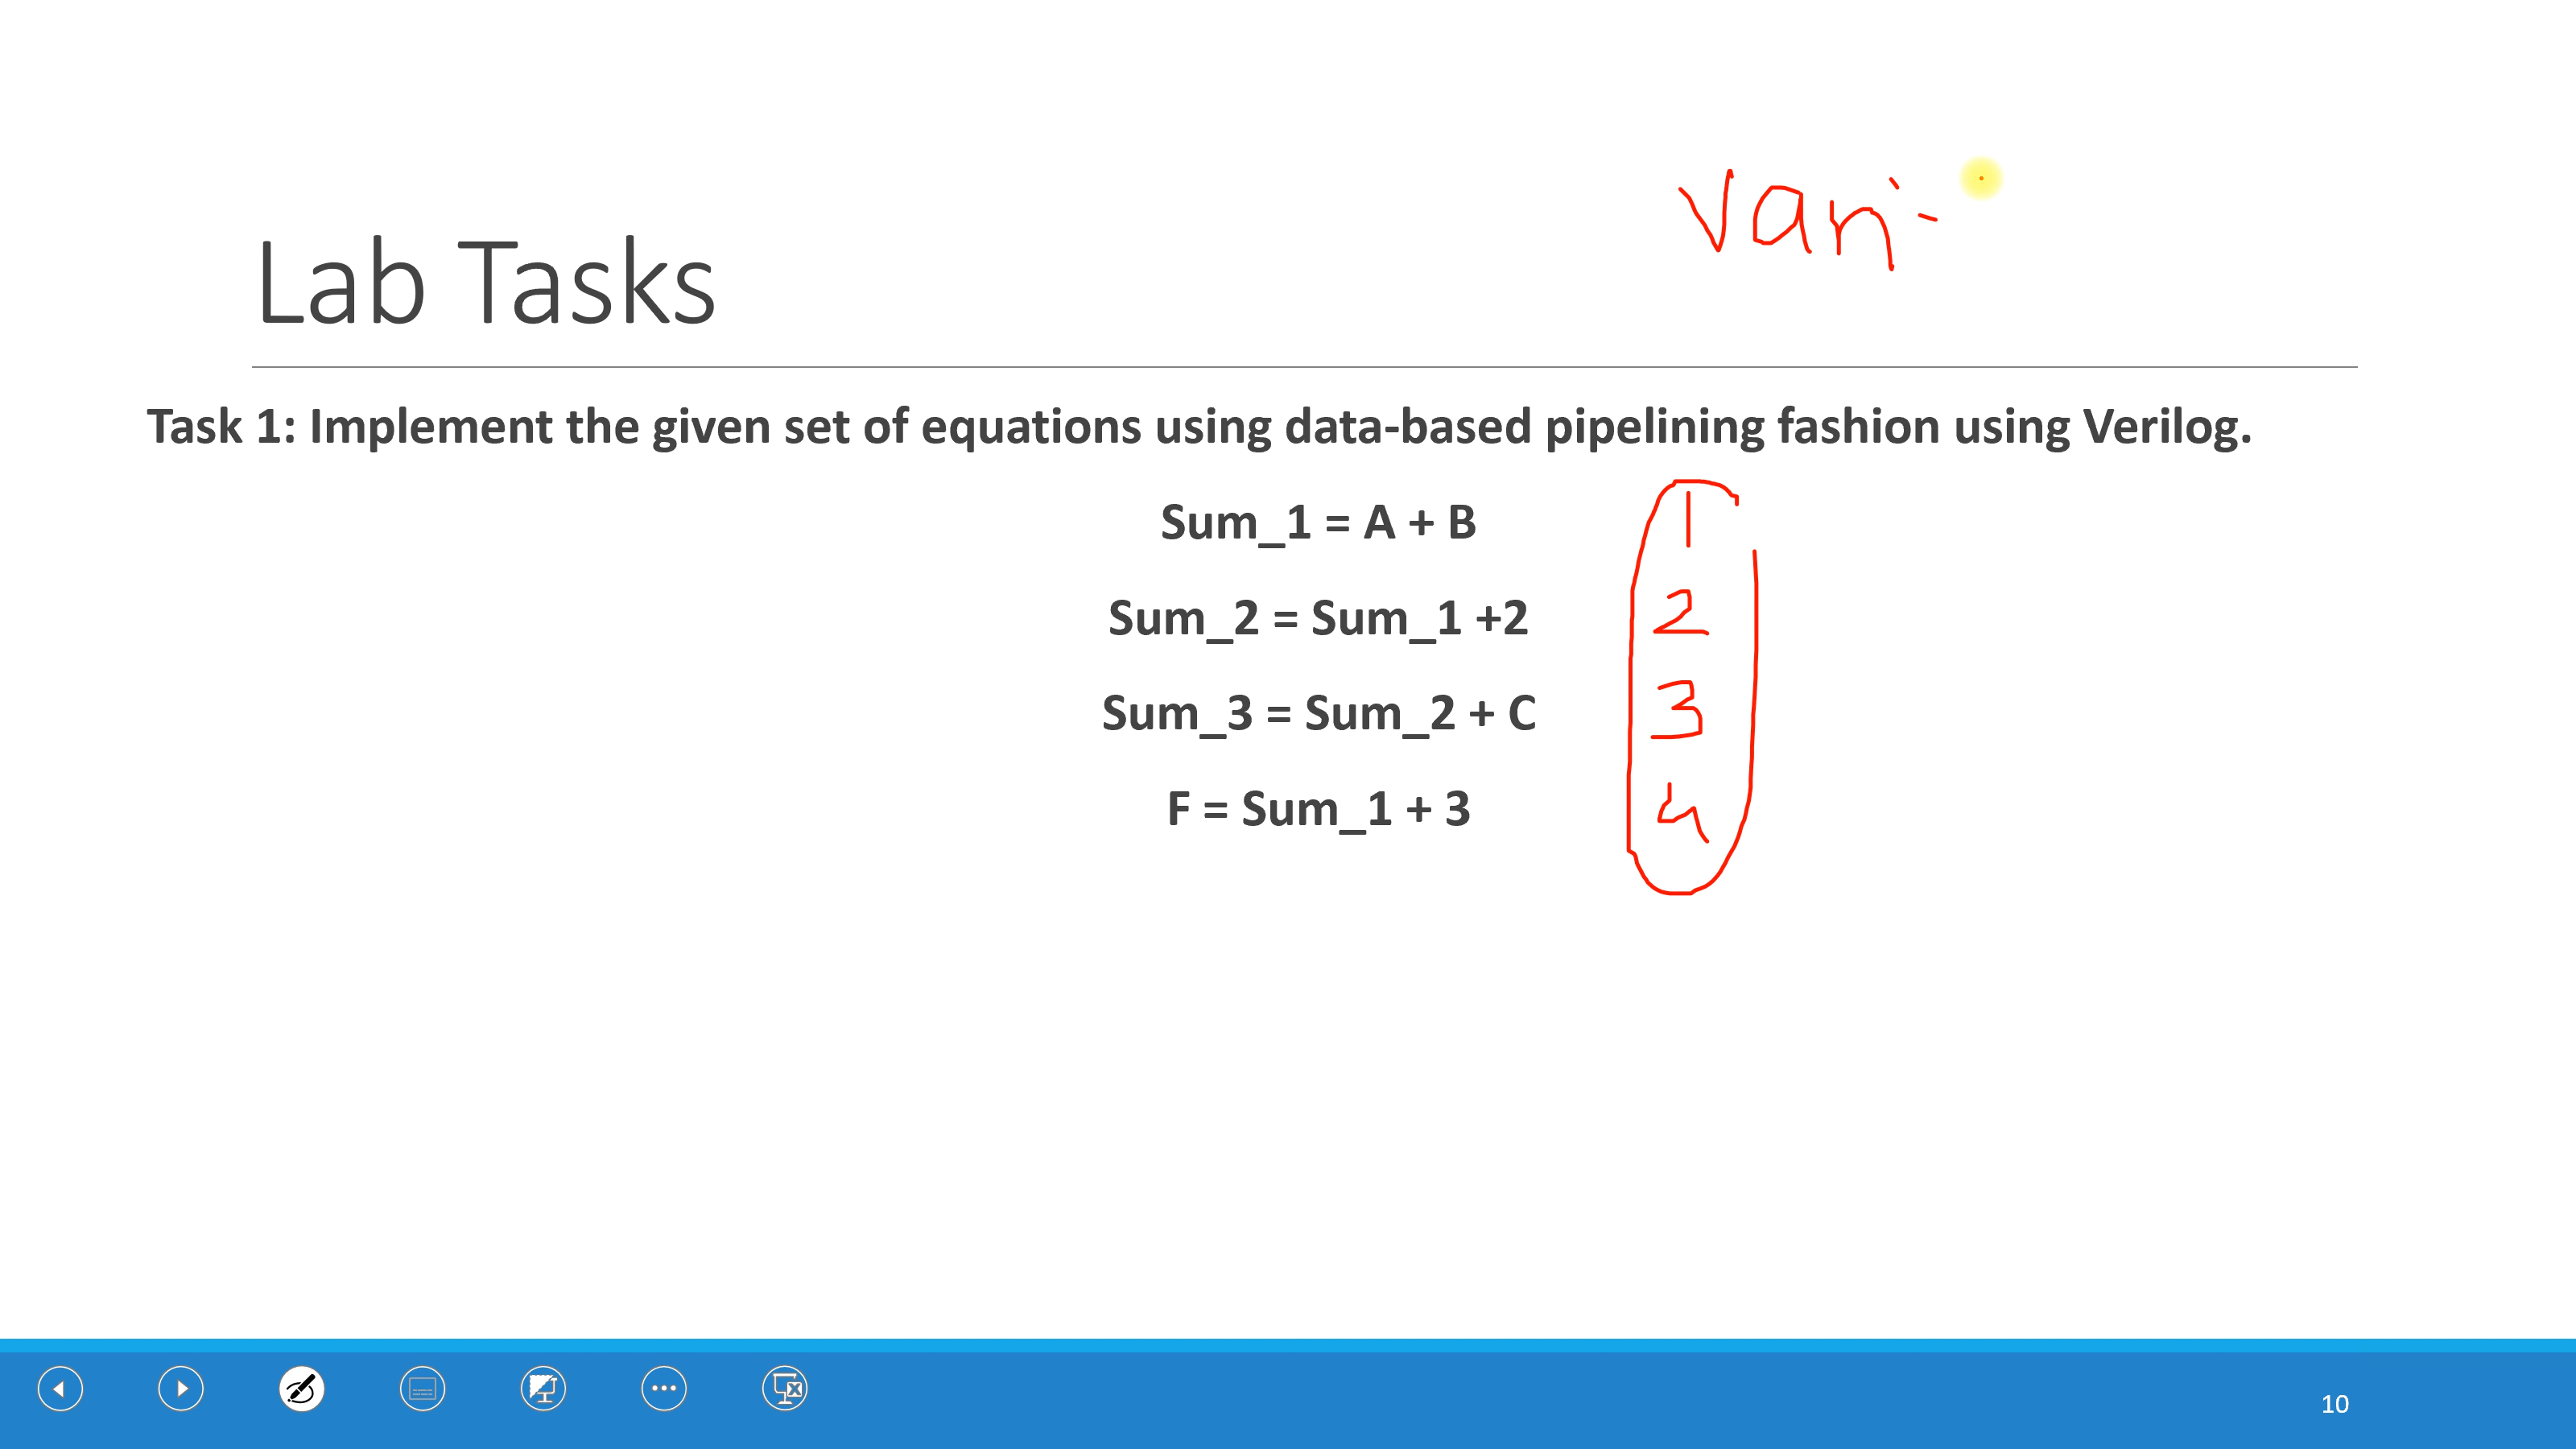 Vari
Lab Tasks
Task 1: Implement the given set of equations using data-based pipelining fashion using Verilog.
Sum_1 = A + B 1
Sum_2 = Sum_1 +2 2
Sum_3 = Sum_2 + C 3
F = Sum_1 + 3 4
10